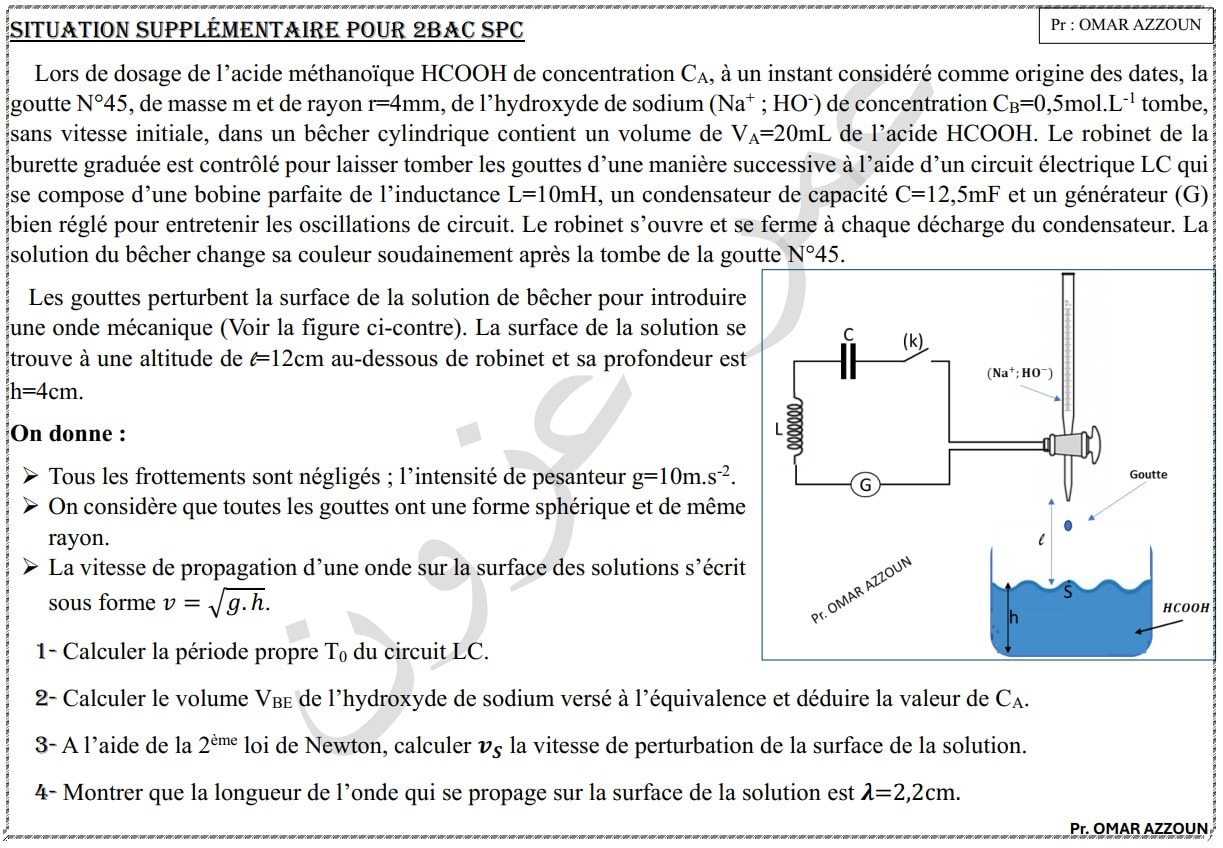 SITUATION SUPPLÉMENTAIRE POUR 2BAC SPC
Pr : OMAR AZZOUN
Lors de dosage de l’acide méthanoïque HCOOH de concentration CA, à un instant considéré comme origine des dates, la
goutte N°45, de masse m et de rayon r=4mm, de l’hydroxyde de sodium (Na⁺ ; HO⁻) de concentration CB=0,5mol.L⁻¹ tombe,
sans vitesse initiale, dans un bêcher cylindrique contient un volume de VA=20mL de l’acide HCOOH. Le robinet de la
burette graduée est contrôlé pour laisser tomber les gouttes d’une manière successive à l’aide d’un circuit électrique LC qui
se compose d’une bobine parfaite de l’inductance L=10mH, un condensateur de capacité C=12,5mF et un générateur (G)
bien réglé pour entretenir les oscillations de circuit. Le robinet s’ouvre et se ferme à chaque décharge du condensateur. La
solution du bêcher change sa couleur soudainement après la tombe de la goutte N°45.
Les gouttes perturbent la surface de la solution de bêcher pour introduire
une onde mécanique (Voir la figure ci-contre). La surface de la solution se
trouve à une altitude de ℓ=12cm au-dessous de robinet et sa profondeur est
h=4cm.
On donne :
➢ Tous les frottements sont négligés ; l’intensité de pesanteur g=10m.s⁻².
➢ On considère que toutes les gouttes ont une forme sphérique et de même
rayon.
➢ La vitesse de propagation d’une onde sur la surface des solutions s’écrit
sous forme v = √g.h.
C
(k)
L
G
(Na⁺; HO⁻)
Goutte
ℓ
S
h
HCOOH
Pr. OMAR AZZOUN
1- Calculer la période propre T₀ du circuit LC.
2- Calculer le volume VBE de l’hydroxyde de sodium versé à l’équivalence et déduire la valeur de CA.
3- A l’aide de la 2ème loi de Newton, calculer vS la vitesse de perturbation de la surface de la solution.
4- Montrer que la longueur de l’onde qui se propage sur la surface de la solution est λ=2,2cm.
Pr. OMAR AZZOUN
عمر عزون